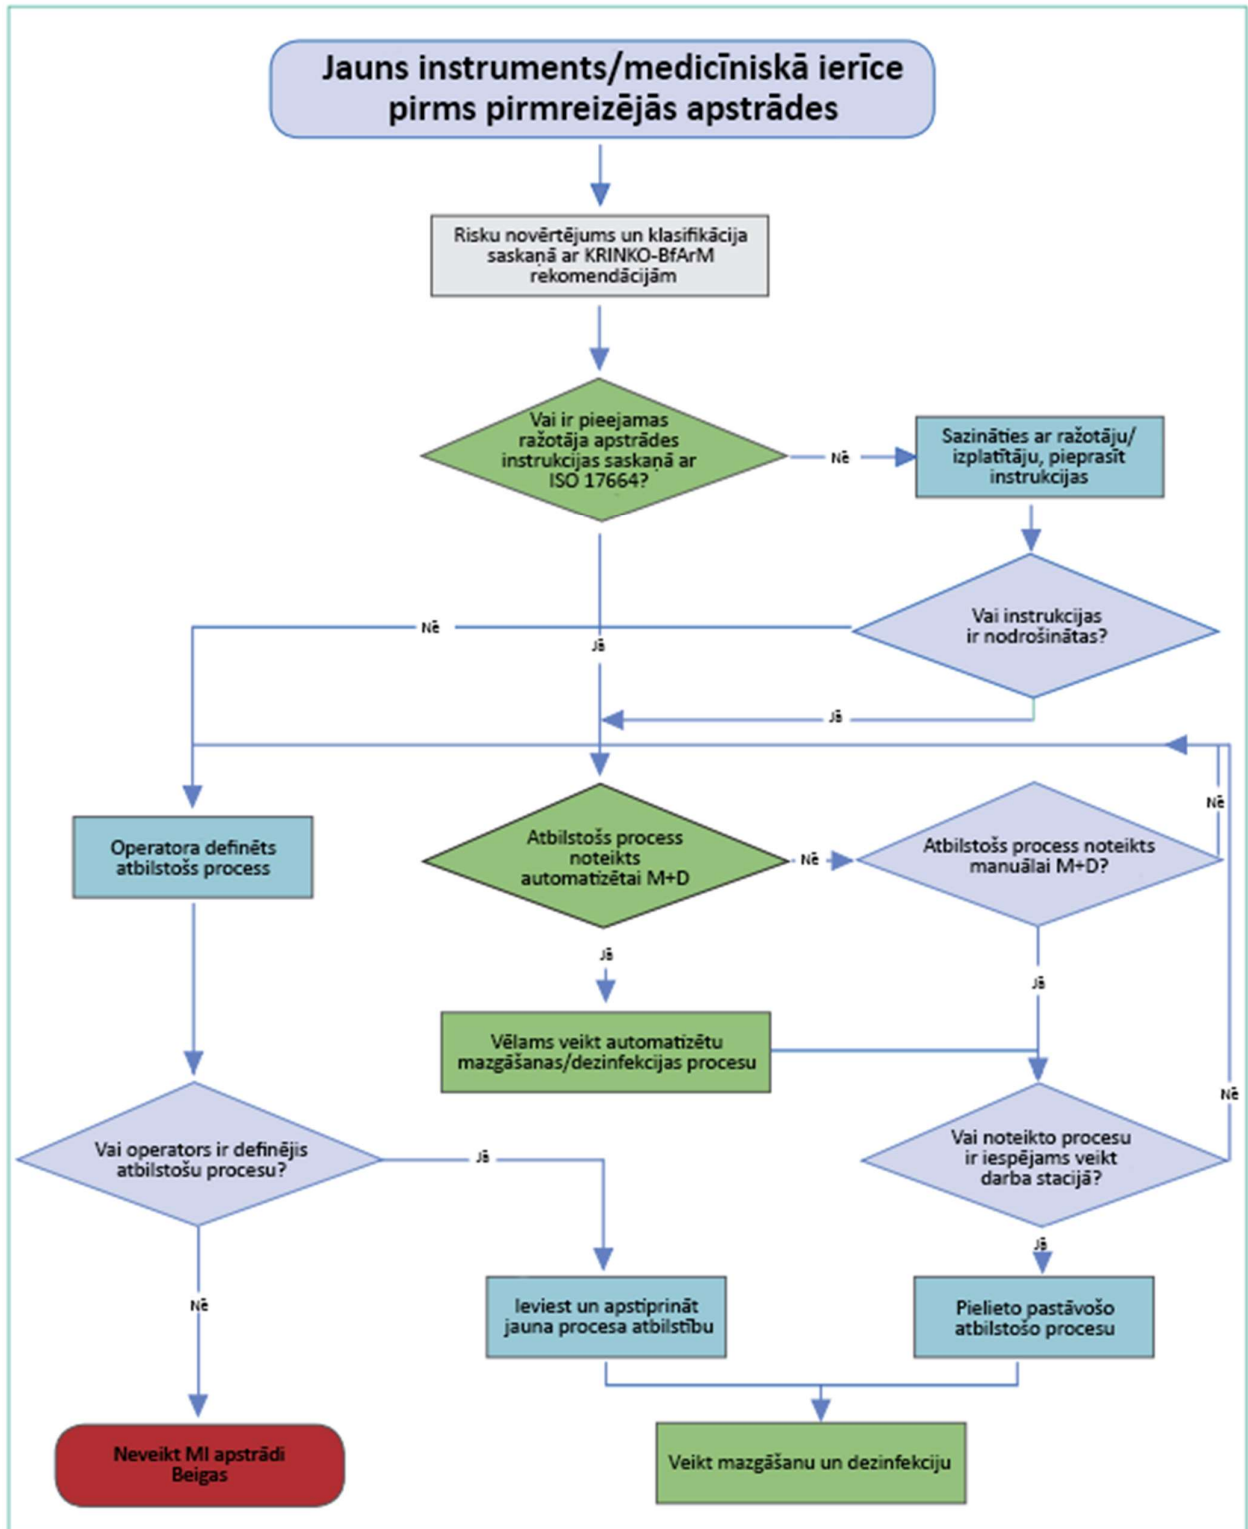 Jauns instruments/medicīniskā ierīce
pirms pirmreizējās apstrādes
Risku novērtējums un klasifikācija
saskaņā ar KRINKO-BfArM
rekomendācijām
Vai ir pieejamas
ražotāja apstrādes
instrukcijas saskaņā ar
ISO 17664?
Nē
Sazināties ar ražotāju/
izplatītāju, pieprasīt
instrukcijas
Vai instrukcijas
ir nodrošinātas?
Nē
Jā
Jā
Operatora definēts
atbilstošs process
Atbilstošs process
noteikts
automatizētai M+D
Nē
Atbilstošs process noteikts
manuālai M+D?
Nē
Jā
Jā
Vēlams veikt automatizētu
mazgāšanas/dezinfekcijas procesu
Nē
Vai operators ir definējis
atbilstošu procesu?
Jā
Vai noteikto procesu
ir iespējams veikt
darba stacijā?
Jā
Nē
Ieviest un apstiprināt
jauna procesa atbilstību
Pielieto pastāvošo
atbilstošo procesu
Neveikt MI apstrādi
Beigas
Veikt mazgāšanu un dezinfekciju